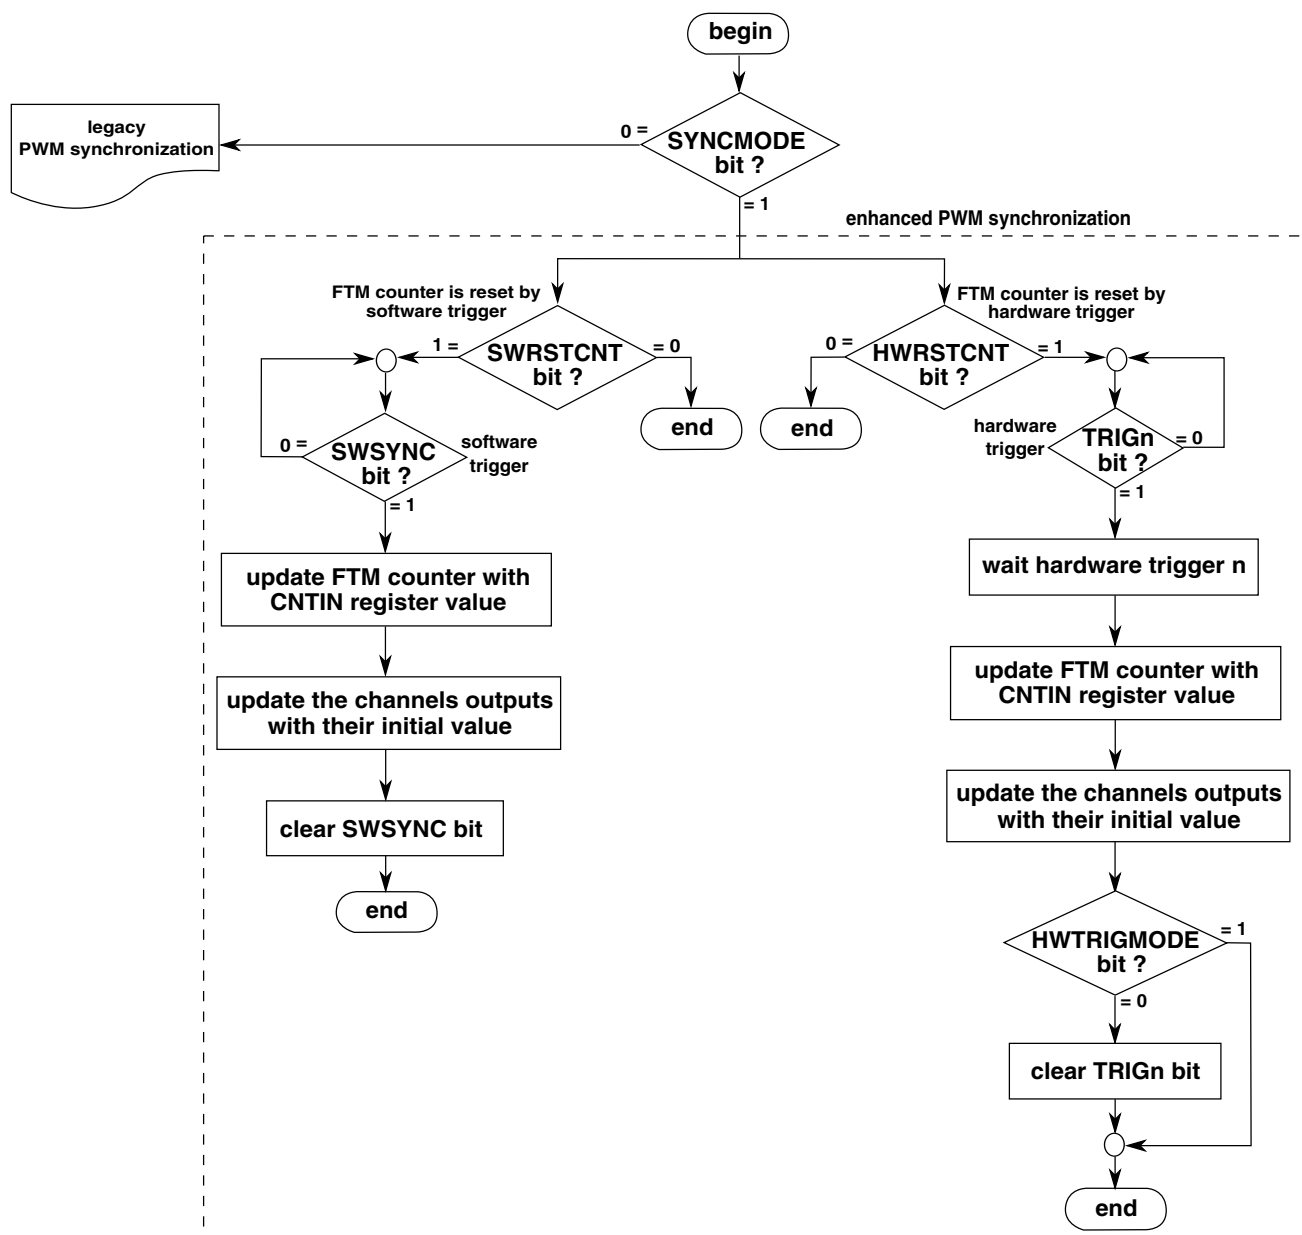 begin
legacy
PWM synchronization
0 =
SYNCMODE
bit ?
= 1
enhanced PWM synchronization
FTM counter is reset by
software trigger
FTM counter is reset by
hardware trigger
1 =
SWRSTCNT
bit ?
= 0
0 =
HWRSTCNT
bit ?
= 1
end
end
0 =
SWSYNC
bit ?
software
trigger
= 1
hardware
trigger
TRIGn
bit ?
= 0
= 1
update FTM counter with
CNTIN register value
wait hardware trigger n
update the channels outputs
with their initial value
update FTM counter with
CNTIN register value
clear SWSYNC bit
update the channels outputs
with their initial value
end
HWTRIGMODE
bit ?
= 1
= 0
clear TRIGn bit
end